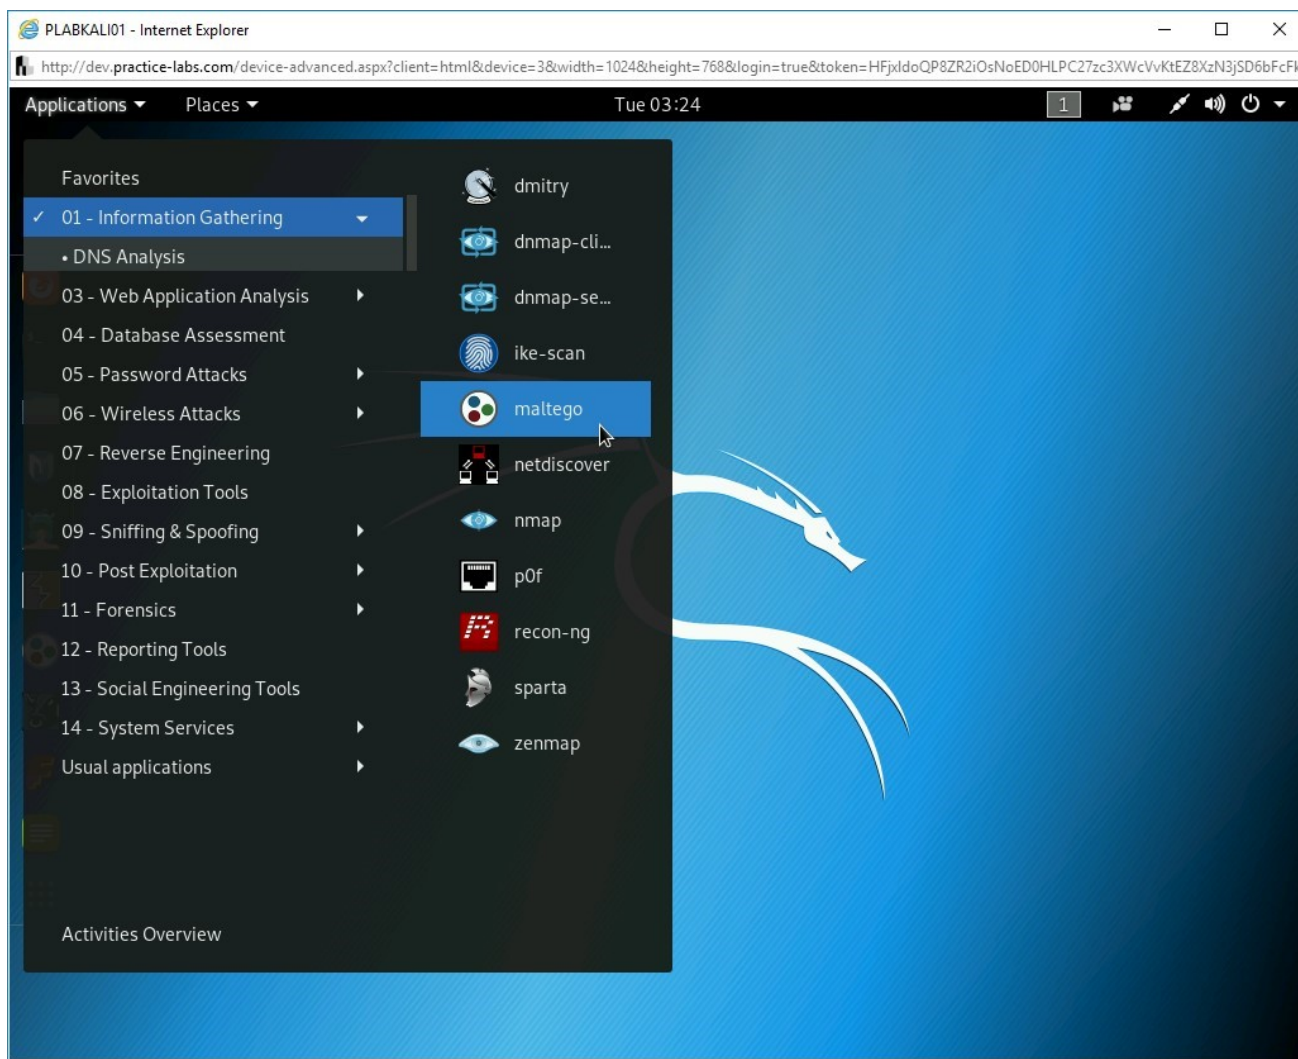 PLABKALI01 - Internet Explorer
http://dev.practice-labs.com/device-advanced.aspx?client=html&device=3&width=1024&height=768&login=true&token=HFjxIdoQP8ZR2iOsNoED0HLPC27zc3XWcVvKtEZ8XzN3jSD6bFcFk
Applications Places Tue 03:24 1
Favorites
01 - Information Gathering
• DNS Analysis
03 - Web Application Analysis
04 - Database Assessment
05 - Password Attacks
06 - Wireless Attacks
07 - Reverse Engineering
08 - Exploitation Tools
09 - Sniffing & Spoofing
10 - Post Exploitation
11 - Forensics
12 - Reporting Tools
13 - Social Engineering Tools
14 - System Services
Usual applications
Activities Overview
dmitry
dnmap-cli...
dnmap-se...
ike-scan
maltego
netdiscover
nmap
p0f
recon-ng
sparta
zenmap